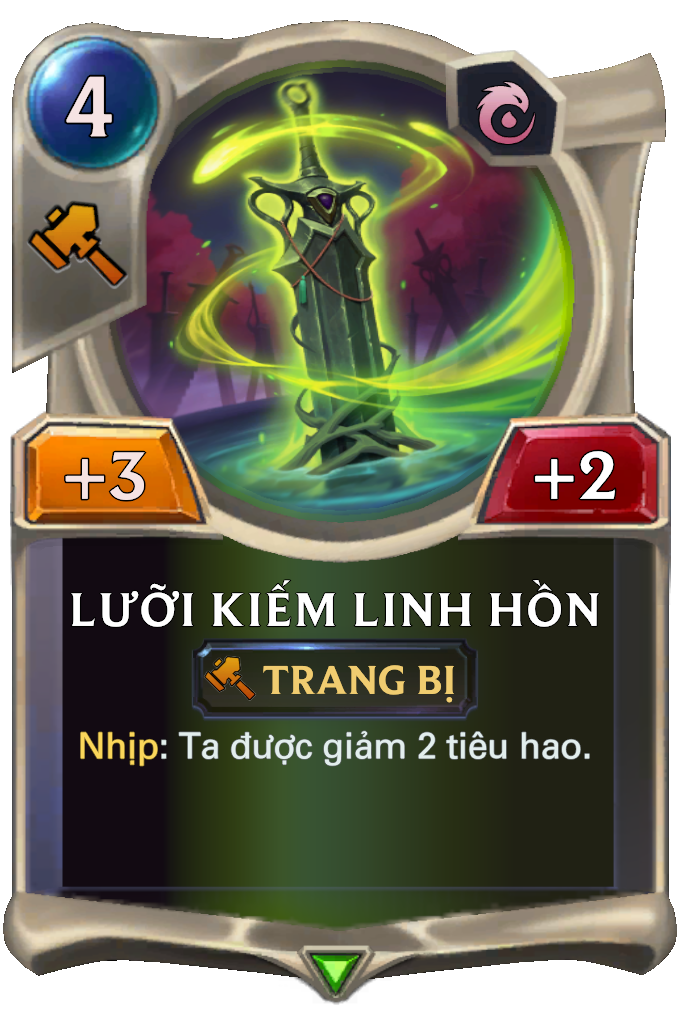 4
+3
+2
LƯỠI KIẾM LINH HỒN
TRANG BỊ
Nhịp: Ta được giảm 2 tiêu hao.